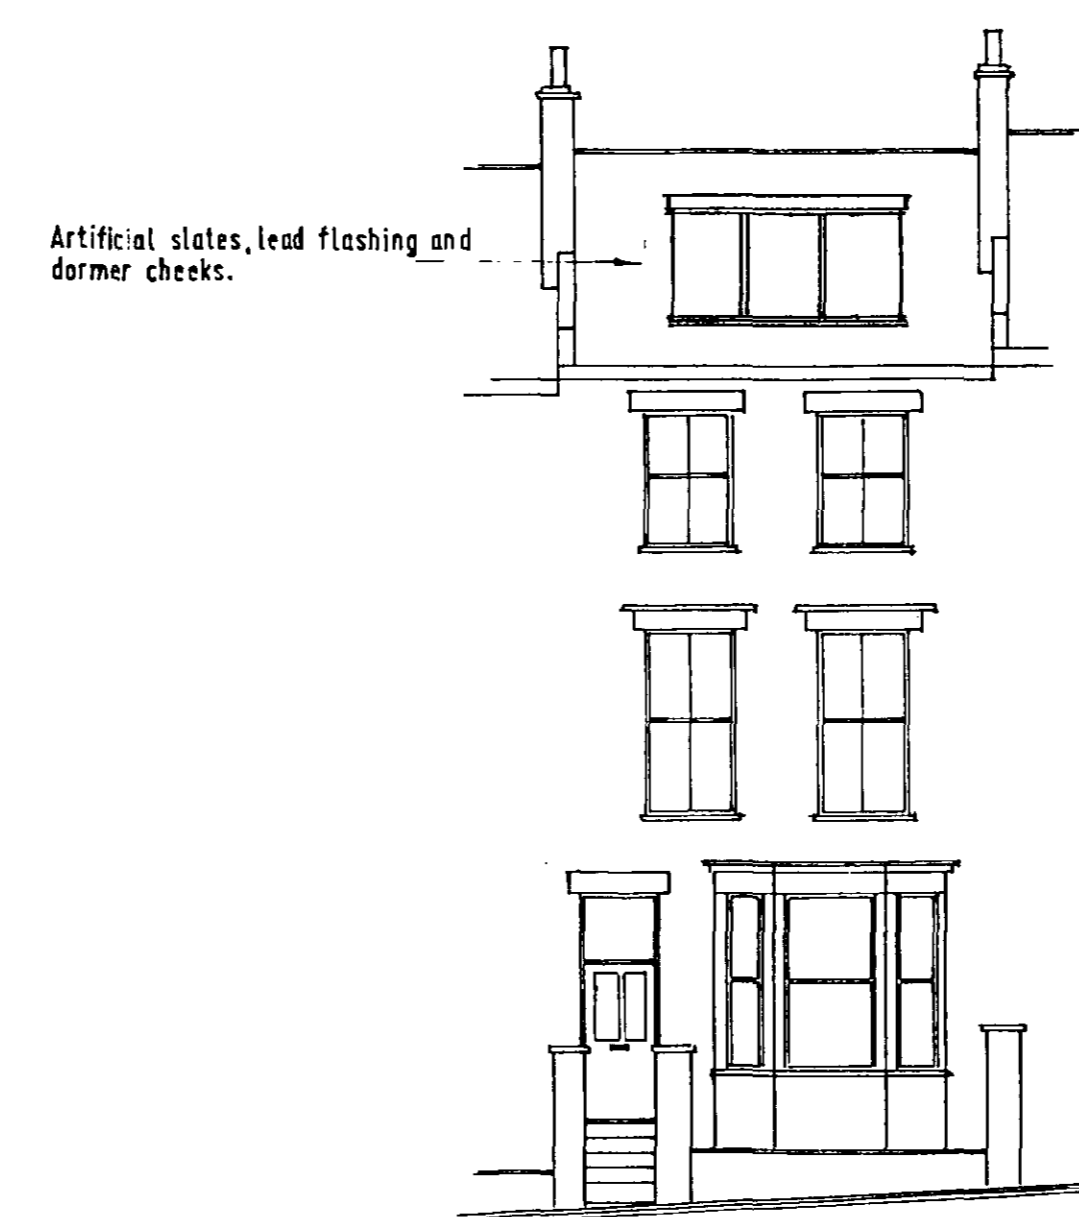 Artificial slates, lead flashing and
dormer cheeks.